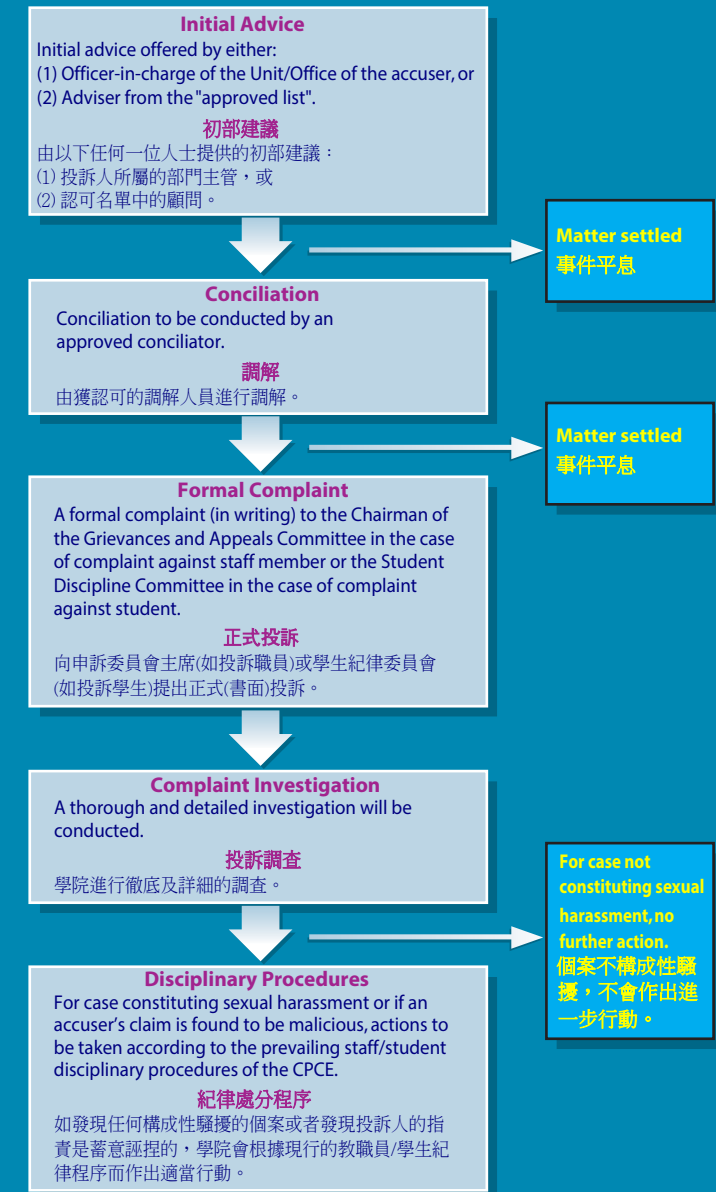 Initial Advice
Initial advice offered by either:
(1) Officer-in-charge of the Unit/Office of the accuser, or
(2) Adviser from the "approved list".
初部建議
由以下任何一位人士提供的初部建議：
(1) 投訴人所屬的部門主管，或
(2) 認可名單中的顧問。
Matter settled
事件平息
Conciliation
Conciliation to be conducted by an
approved conciliator.
調解
由獲認可的調解人員進行調解。
Matter settled
事件平息
Formal Complaint
A formal complaint (in writing) to the Chairman of
the Grievances and Appeals Committee in the case
of complaint against staff member or the Student
Discipline Committee in the case of complaint
against student.
正式投訴
向申訴委員會主席(如投訴職員)或學生紀律委員會
(如投訴學生)提出正式(書面)投訴。
Complaint Investigation
A thorough and detailed investigation will be
conducted.
投訴調查
學院進行徹底及詳細的調查。
For case not
constituting sexual
harassment, no
further action.
個案不構成性騷
擾，不會作出進
一步行動。
Disciplinary Procedures
For case constituting sexual harassment or if an
accuser's claim is found to be malicious, actions to
be taken according to the prevailing staff/student
disciplinary procedures of the CPCE.
紀律處分程序
如發現任何構成性騷擾的個案或者發現投訴人的指
責是蓄意誣捏的，學院會根據現行的教職員/學生紀
律程序而作出適當行動。